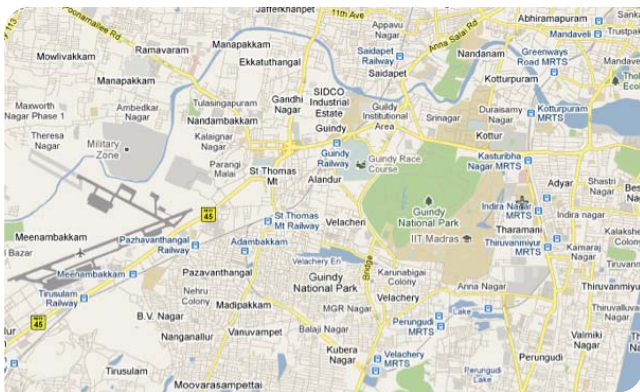 Poonamallee Rd
Jafferkhanpet
11th Ave
Appavu
Nagar
Anna Salai Rd
Abhiramapuram
Mandaveli
Trustpak
Mowlivakkam
Ramavaram
Manapakkam
Ekkatuthangal
Saidapet
Railway
Saidapet
Nandanam
Greenways
Road MRTS
Mandave
Manapakkam
Kotturpuram
Maxworth
Nagar Phase 1
Ambedkar
Nagar
Tulasingapuram
Nandambakkam
Gandhi
Nagar
SIDCO
Industrial
Estate
Guindy
Guildy
Institutional
Area
Srinagar
Duraisamy
Nagar
Kotturpuram
MRTS
Theresa
Nagar
Military
Zone
Kalaignar
Nagar
Kottur
Parangi
Malai
Guindy
Railway
Guindy Race
Course
Kasturibha
Nagar MRTS
St Thomas
Mt
Alandur
Adyar
Shastri
Nagar
Meenambakkam
45
St Thomas
Mt Railway
Velacheri
Guindy
National Park
Indira Nagar
MRTS
Indira nagar
IIT Madras
Tharamani
Kalakshe
Colony
Pazhavanthangal
Railway
Adambakkam
Thiruvanmiyur
MRTS
Kamaraj
Nagar
Bazar
Meenambakkam
Velachery Eri
Bridge
Karunabigai
Colony
Pazavanthangal
Guindy
National Park
Anna Nagar
Tirusulam
Railway
Nehru
Colony
Velachery
Thiruvanmiyur
45
B.V. Nagar
Madipakkam
MGR Nagar
Lake
Nanganallur
Vanuvampet
Balaji Nagar
Perungudi
MRTS
Valmiki
Nagar
Kubera
Nagar
Velachery
MRTS
Perungudi
Tirusulam
Perungudi
Lake
Moovarasampettai